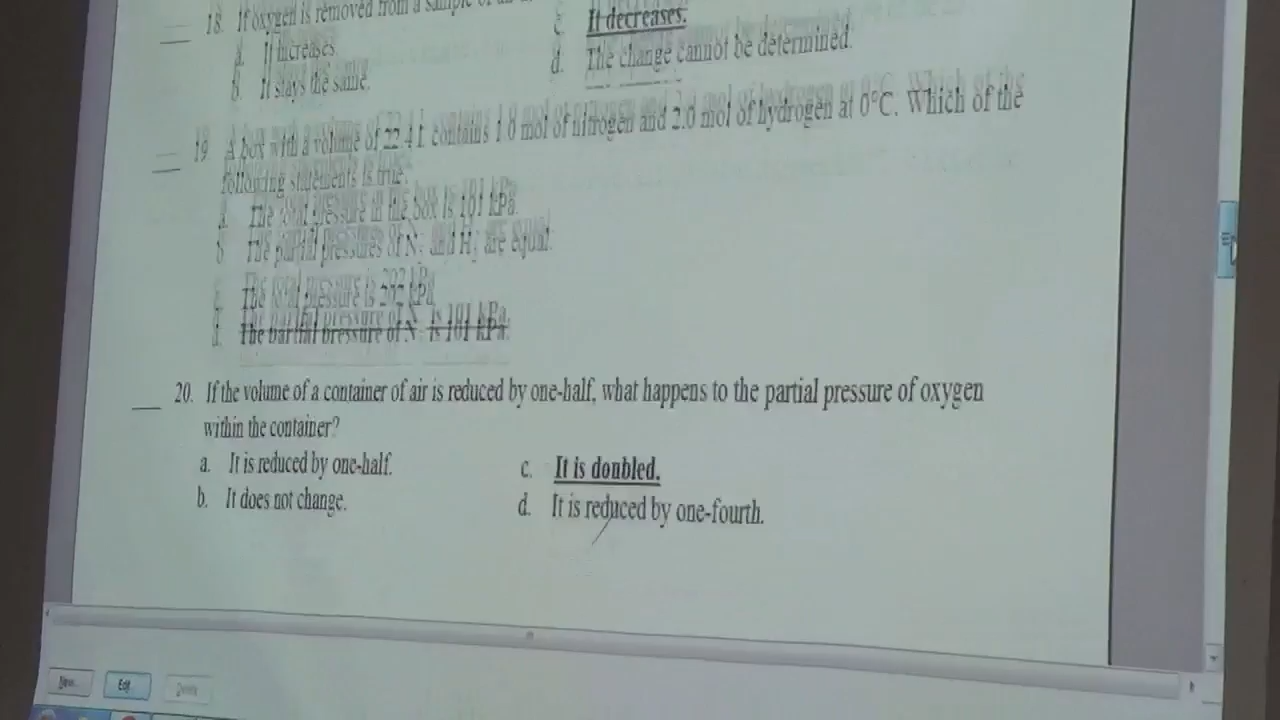 18. If oxygen is removed from a sample of
a. It increases.
b. It stays the same.
c. It decreases.
d. The change cannot be determined.
19 A box with a volume of 22.4 L contains 1.0 mol of nitrogen and 2.0 mol of hydrogen at 0°C. Which of the
following statements is true?
a. The total pressure in the box is 101 kPa.
b. The partial pressures of N₂ and H₂ are equal.
c. The total pressure is 202 kPa.
d. The partial pressure of N₂ is 101 kPa.
20. If the volume of a container of air is reduced by one-half, what happens to the partial pressure of oxygen
within the container?
a. It is reduced by one-half.
b. It does not change.
c. It is doubled.
d. It is reduced by one-fourth.
New... Edit Delete